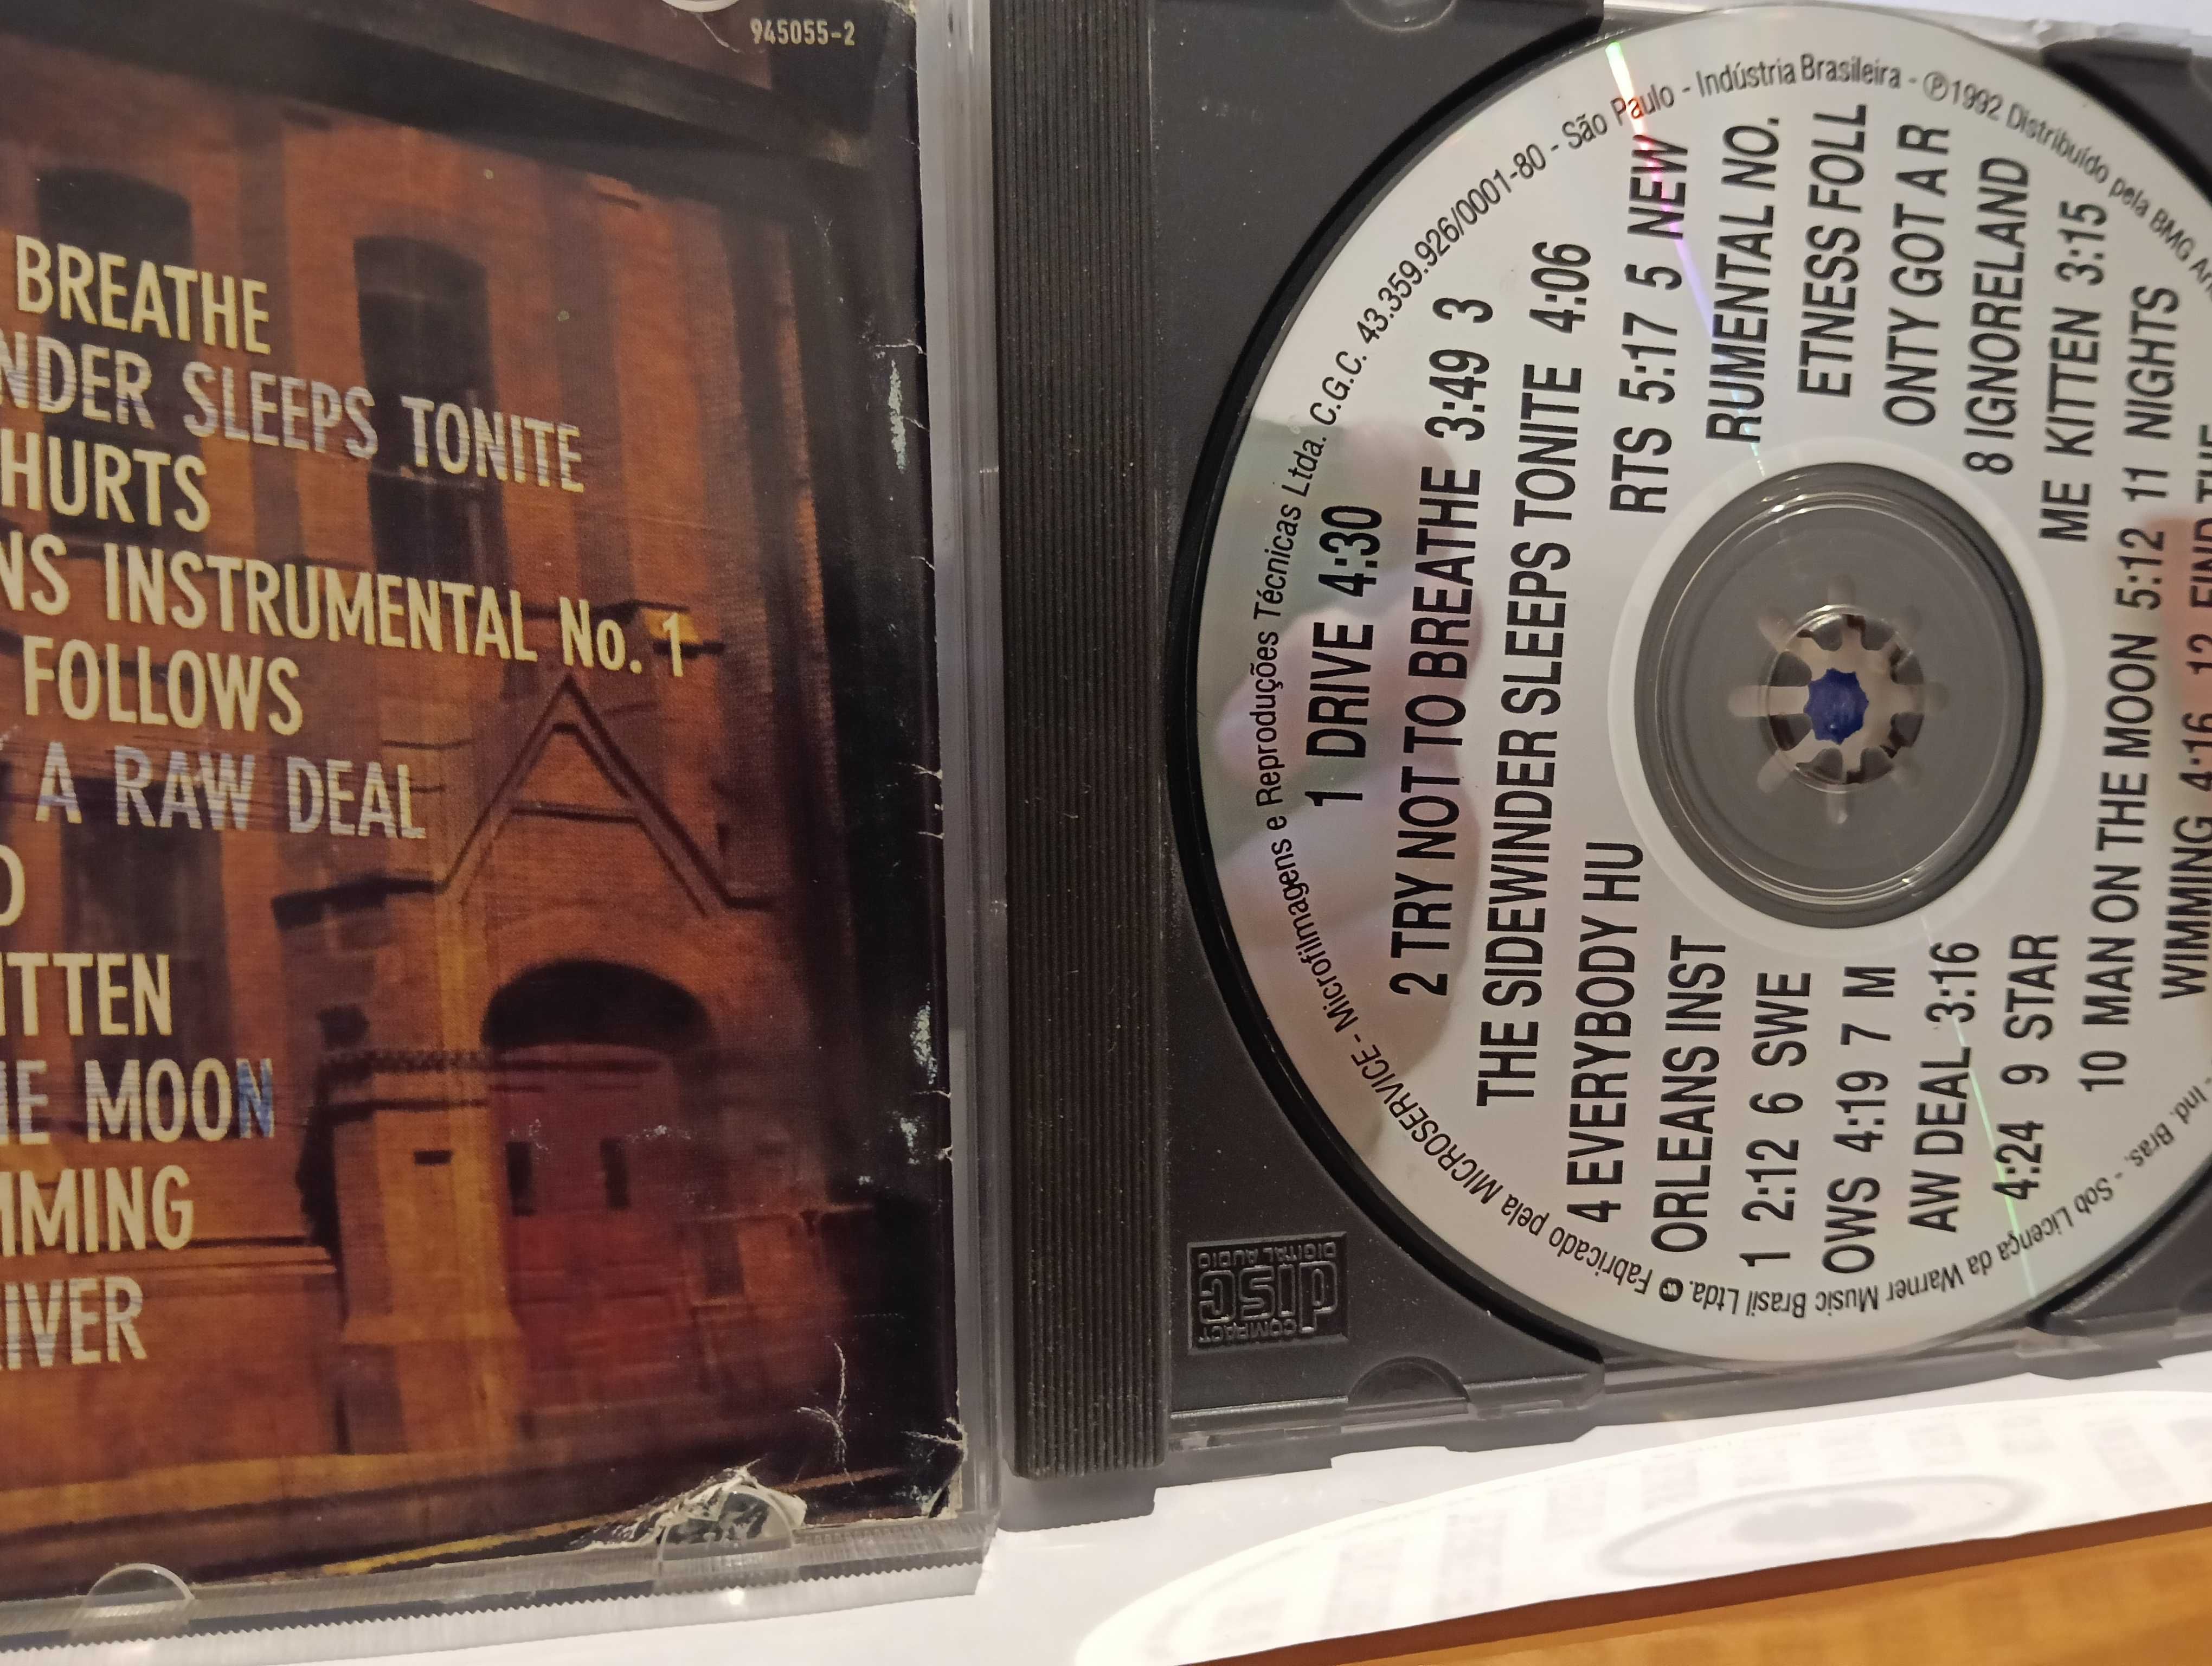 945055-2
BREATHE
NDER SLEEPS TONITE
HURTS
NS INSTRUMENTAL No. 1
FOLLOWS
A RAW DEAL
D
ITTEN
HE MOON
MMING
IVER
COMPACT
disc
DIGITAL AUDIO
Fabricado pela MICROSERVICE - Microfilmagens e Reproduções Técnicas Ltda. C.G.C. 43.359.926/0001-80 - São Paulo - Indústria Brasileira - ℗1992 Distribuído pela BMG Ari
- Ind. Bras. - Sob Licença da Warner Music Brasil Ltda.
1 DRIVE 4:30
2 TRY NOT TO BREATHE 3:49 3
THE SIDEWINDER SLEEPS TONITE 4:06
4 EVERYBODY HU RTS 5:17 5 NEW
ORLEANS INST RUMENTAL NO.
1 2:12 6 SWE ETNESS FOLL
OWS 4:19 7 M ONTY GOT A R
AW DEAL 3:16 8 IGNORELAND
4:24 9 STAR ME KITTEN 3:15
10 MAN ON THE MOON 5:12 11 NIGHTS
WIMMING 4:16 12 FIND THE